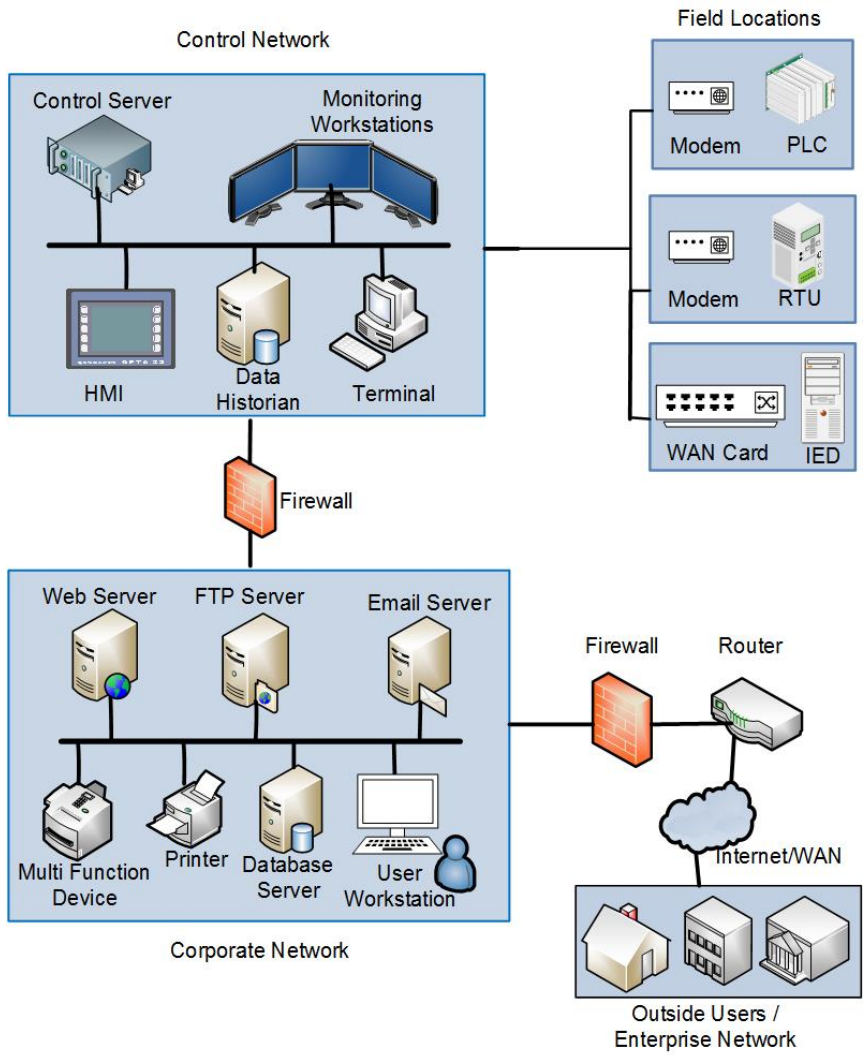 Field Locations
Control Network
Control Server
Monitoring
Workstations
Modem
PLC
Modem
RTU
HMI
Data
Historian
Terminal
WAN Card
IED
Firewall
Web Server
FTP Server
Email Server
Firewall
Router
Multi Function
Device
Printer
Database
Server
User
Workstation
Internet/WAN
Corporate Network
Outside Users /
Enterprise Network